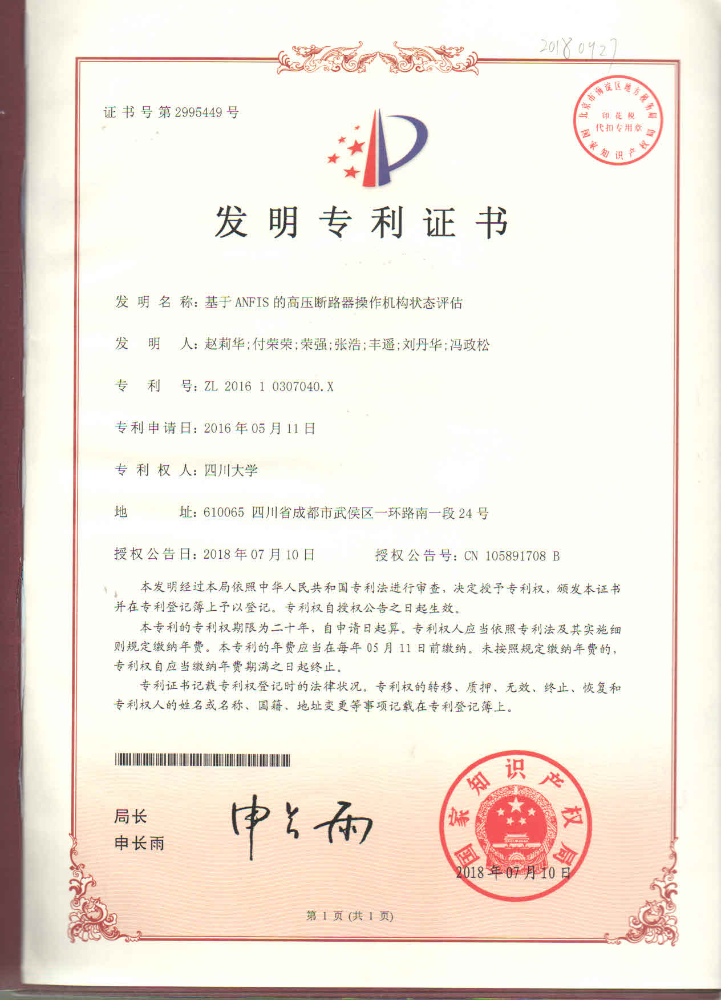 20180927
北京市海淀区地方税务局
印花税
代扣专用章
国家知识产权局
证书号第2995449号
发明专利证书
发明名称：基于ANFIS的高压断路器操作机构状态评估
发明人：赵莉华;付荣荣;荣强;张浩;丰遥;刘丹华;冯政松
专利号：ZL 2016 1 0307040.X
专利申请日：2016年05月11日
专利权人：四川大学
地址：610065 四川省成都市武侯区一环路南一段24号
授权公告日：2018年07月10日 授权公告号：CN 105891708 B
本发明经过本局依照中华人民共和国专利法进行审查，决定授予专利权，颁发本证书
并在专利登记簿上予以登记。专利权自授权公告之日起生效。
本专利的专利权期限为二十年，自申请日起算。专利权人应当依照专利法及其实施细
则规定缴纳年费。本专利的年费应当在每年05月11日前缴纳。未按照规定缴纳年费的，
专利权自应当缴纳年费期满之日起终止。
专利证书记载专利权登记时的法律状况。专利权的转移、质押、无效、终止、恢复和
专利权人的姓名或名称、国籍、地址变更等事项记载在专利登记簿上。
局长
申长雨
申长雨
国家知识产权局
2018年07月10日
第 1 页 (共 1 页)